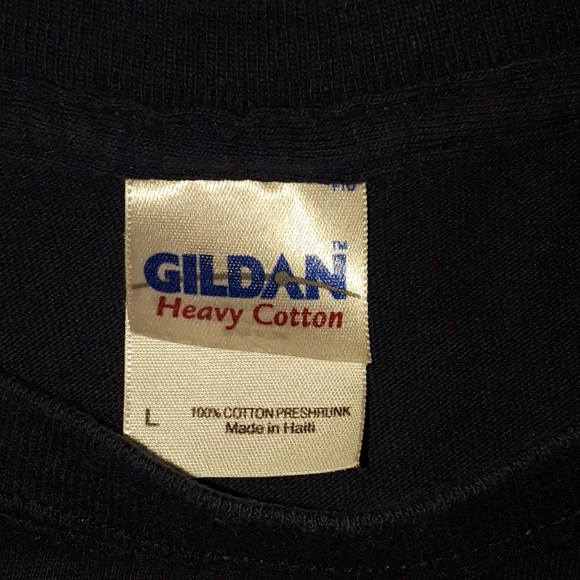 GILDAN™
Heavy Cotton
L
100% COTTON PRESHRUNK
Made in Haiti